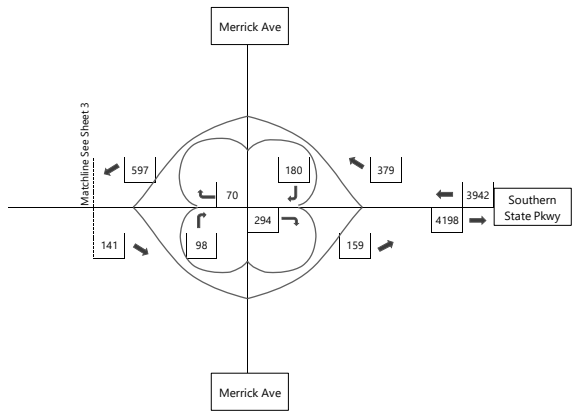 Merrick Ave
Matchline See Sheet 3
597
180
379
70
3942
Southern
State Pkwy
294
4198
141
98
159
Merrick Ave